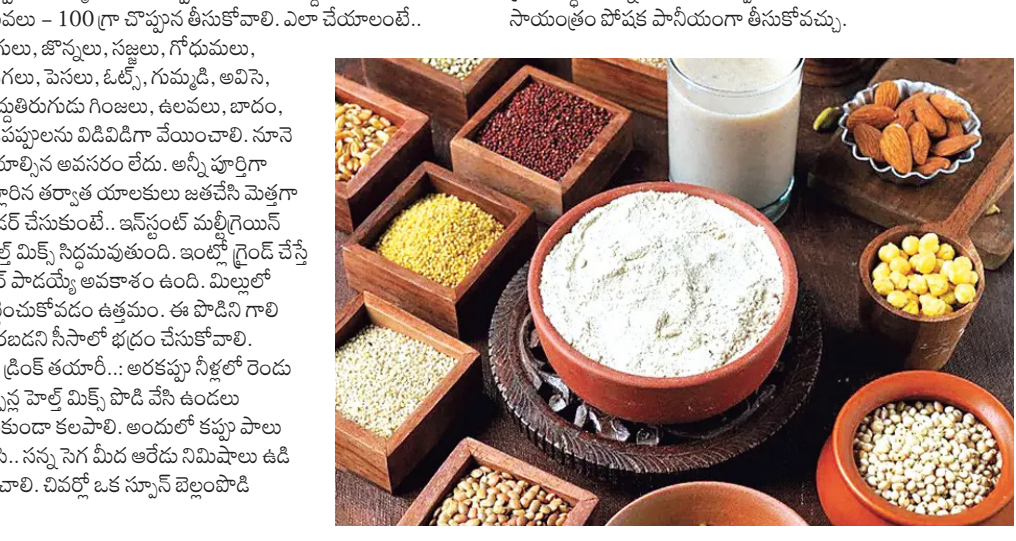 వలు – 100 గ్రా చొప్పున తీసుకోవాలి. ఎలా చేయాలంటే..
గులు, జొన్నలు, సజ్జలు, గోధుమలు,
గలు, పెసలు, ఓట్స్, గుమ్మడి, అవిసె,
ద్దుతిరుగుడు గింజలు, ఉలవలు, బాదం,
పప్పులను విడివిడిగా వేయించాలి. నూనె
అవసరం లేదు. అన్నీ పూర్తిగా
ల్లారిన తర్వాత యాలకులు జతచేసి మెత్తగా
డర్ చేసుకుంటే.. ఇన్‌స్టంట్ మల్టీగ్రెయిన్
ల్త్ మిక్స్ సిద్ధమవుతుంది. ఇంట్లో గ్రైండ్ చేస్తే
పాడయ్యే అవకాశం ఉంది. మిల్లులో
ించుకోవడం ఉత్తమం. ఈ పొడిని గాలి
రబడని సీసాలో భద్రం చేసుకోవాలి.
డ్రింక్ తయారీ..: అరకప్పు నీళ్లలో రెండు
హెల్త్ మిక్స్ పొడి వేసి ఉండలు
కుండా కలపాలి. అందులో కప్పు పాలు
సన్న సెగ మీద ఆరేడు నిమిషాలు ఉడి
చాలి. చివర్లో ఒక స్పూన్ బెల్లంపొడి
సాయంత్రం పోషక పానీయంగా తీసుకోవచ్చు.